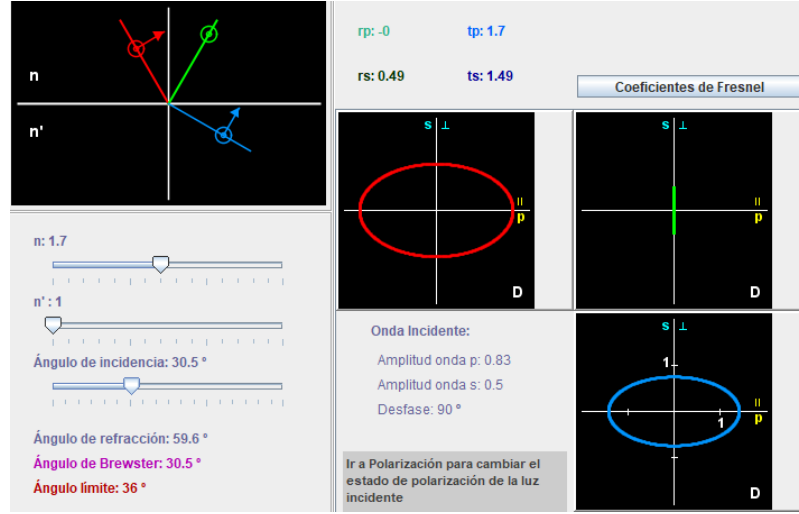 n
n'
rp: -0
tp: 1.7
rs: 0.49
ts: 1.49
Coeficientes de Fresnel
s ⊥
=
p
D
s ⊥
=
p
D
n: 1.7
n' : 1
Ángulo de incidencia: 30.5 º
Ángulo de refracción: 59.6 º
Ángulo de Brewster: 30.5 º
Ángulo límite: 36 º
Onda Incidente:
Amplitud onda p: 0.83
Amplitud onda s: 0.5
Desfase: 90 º
Ir a Polarización para cambiar el
estado de polarización de la luz
incidente
s ⊥
1
=
p
1
D